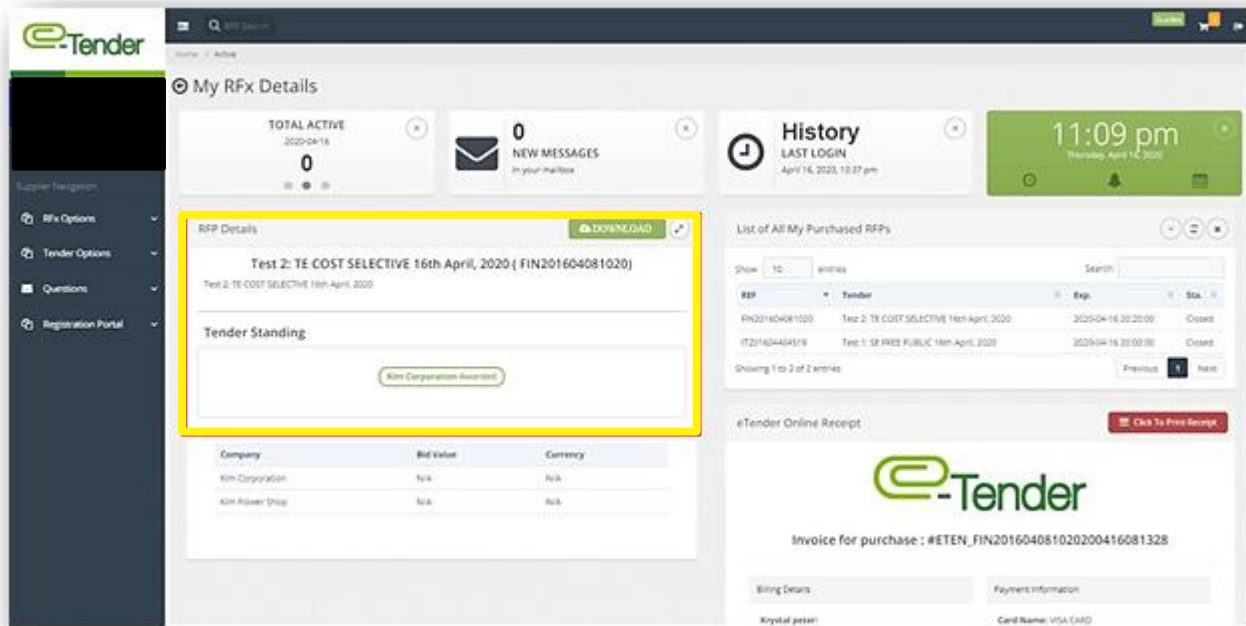 e-Tender
RFP Search
Guides
Home > Active
My RFx Details
TOTAL ACTIVE
2020-04-16
0
0
NEW MESSAGES
In your mailbox
History
LAST LOGIN
April 16, 2020, 10:37 pm
11:09 pm
Thursday, April 16, 2020
Supplier Navigation
RFx Options
Tender Options
Questions
Registration Portal
RFP Details
DOWNLOAD
Test 2: TE COST SELECTIVE 16th April, 2020 ( FIN201604081020)
Test 2: TE COST SELECTIVE 16th April, 2020
Tender Standing
Kim Corporation Awarded
Company Bid Value Currency
Kim Corporation N/A N/A
Kim Flower Shop N/A N/A
List of All My Purchased RFPs
Show 10 entries Search:
REF Tender Exp. Sta.
FIN201604081020 Test 2: TE COST SELECTIVE 16th April, 2020 2020-04-16 20:20:00 Closed
IT201604404519 Test 1: SE FREE PUBLIC 16th April, 2020 2020-04-16 20:00:00 Closed
Showing 1 to 2 of 2 entries
Previous 1 Next
eTender Online Receipt
Click To Print Receipt
e-Tender
Invoice for purchase : #ETEN_FIN201604081020200416081328
Billing Details Payment Information
Krystal peter: Card Name: VISA CARD